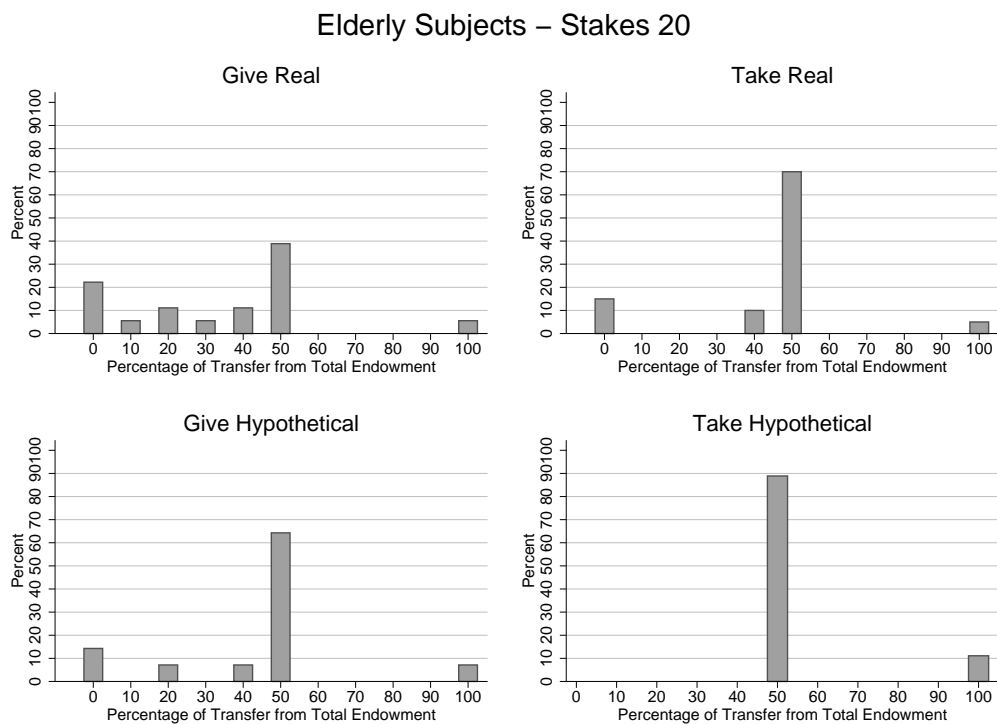 Elderly Subjects – Stakes 20
Give Real
Percent
0 10 20 30 40 50 60 70 80 90 100
0 10 20 30 40 50 60 70 80 90 100
Percentage of Transfer from Total Endowment
Take Real
Percent
0 10 20 30 40 50 60 70 80 90 100
0 10 20 30 40 50 60 70 80 90 100
Percentage of Transfer from Total Endowment
Give Hypothetical
Percent
0 10 20 30 40 50 60 70 80 90 100
0 10 20 30 40 50 60 70 80 90 100
Percentage of Transfer from Total Endowment
Take Hypothetical
Percent
0 10 20 30 40 50 60 70 80 90 100
0 10 20 30 40 50 60 70 80 90 100
Percentage of Transfer from Total Endowment